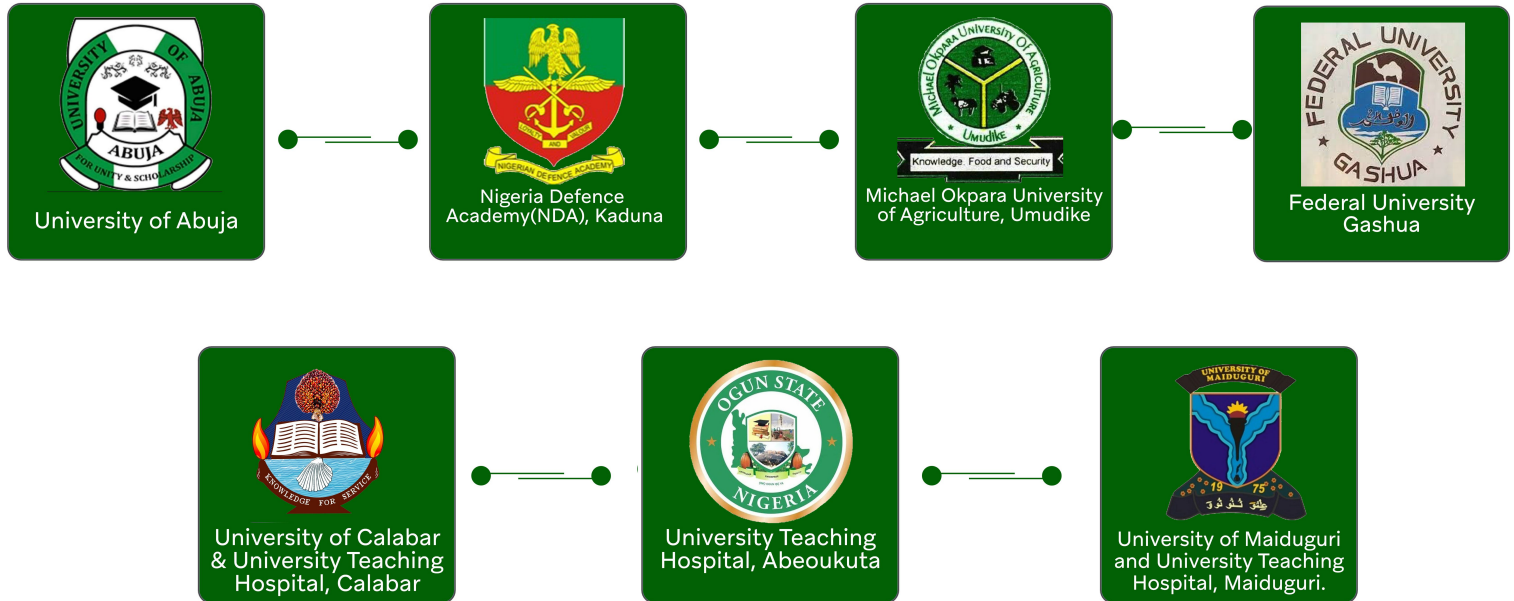 UNIVERSITY OF ABUJA
ABUJA
FOR UNITY & SCHOLARSHIP
University of Abuja
LOYALTY AND VALOUR
NIGERIAN DEFENCE ACADEMY
Nigeria Defence
Academy(NDA), Kaduna
Michael Okpara University Of Agriculture
Umudike
Knowledge. Food and Security
Michael Okpara University
of Agriculture, Umudike
FEDERAL UNIVERSITY
GASHUA
Federal University
Gashua
KNOWLEDGE FOR SERVICE
University of Calabar
& University Teaching
Hospital, Calabar
OGUN STATE
NIGERIA
University Teaching
Hospital, Abeoukuta
UNIVERSITY OF
MAIDUGURI
19 75
University of Maiduguri
and University Teaching
Hospital, Maiduguri.